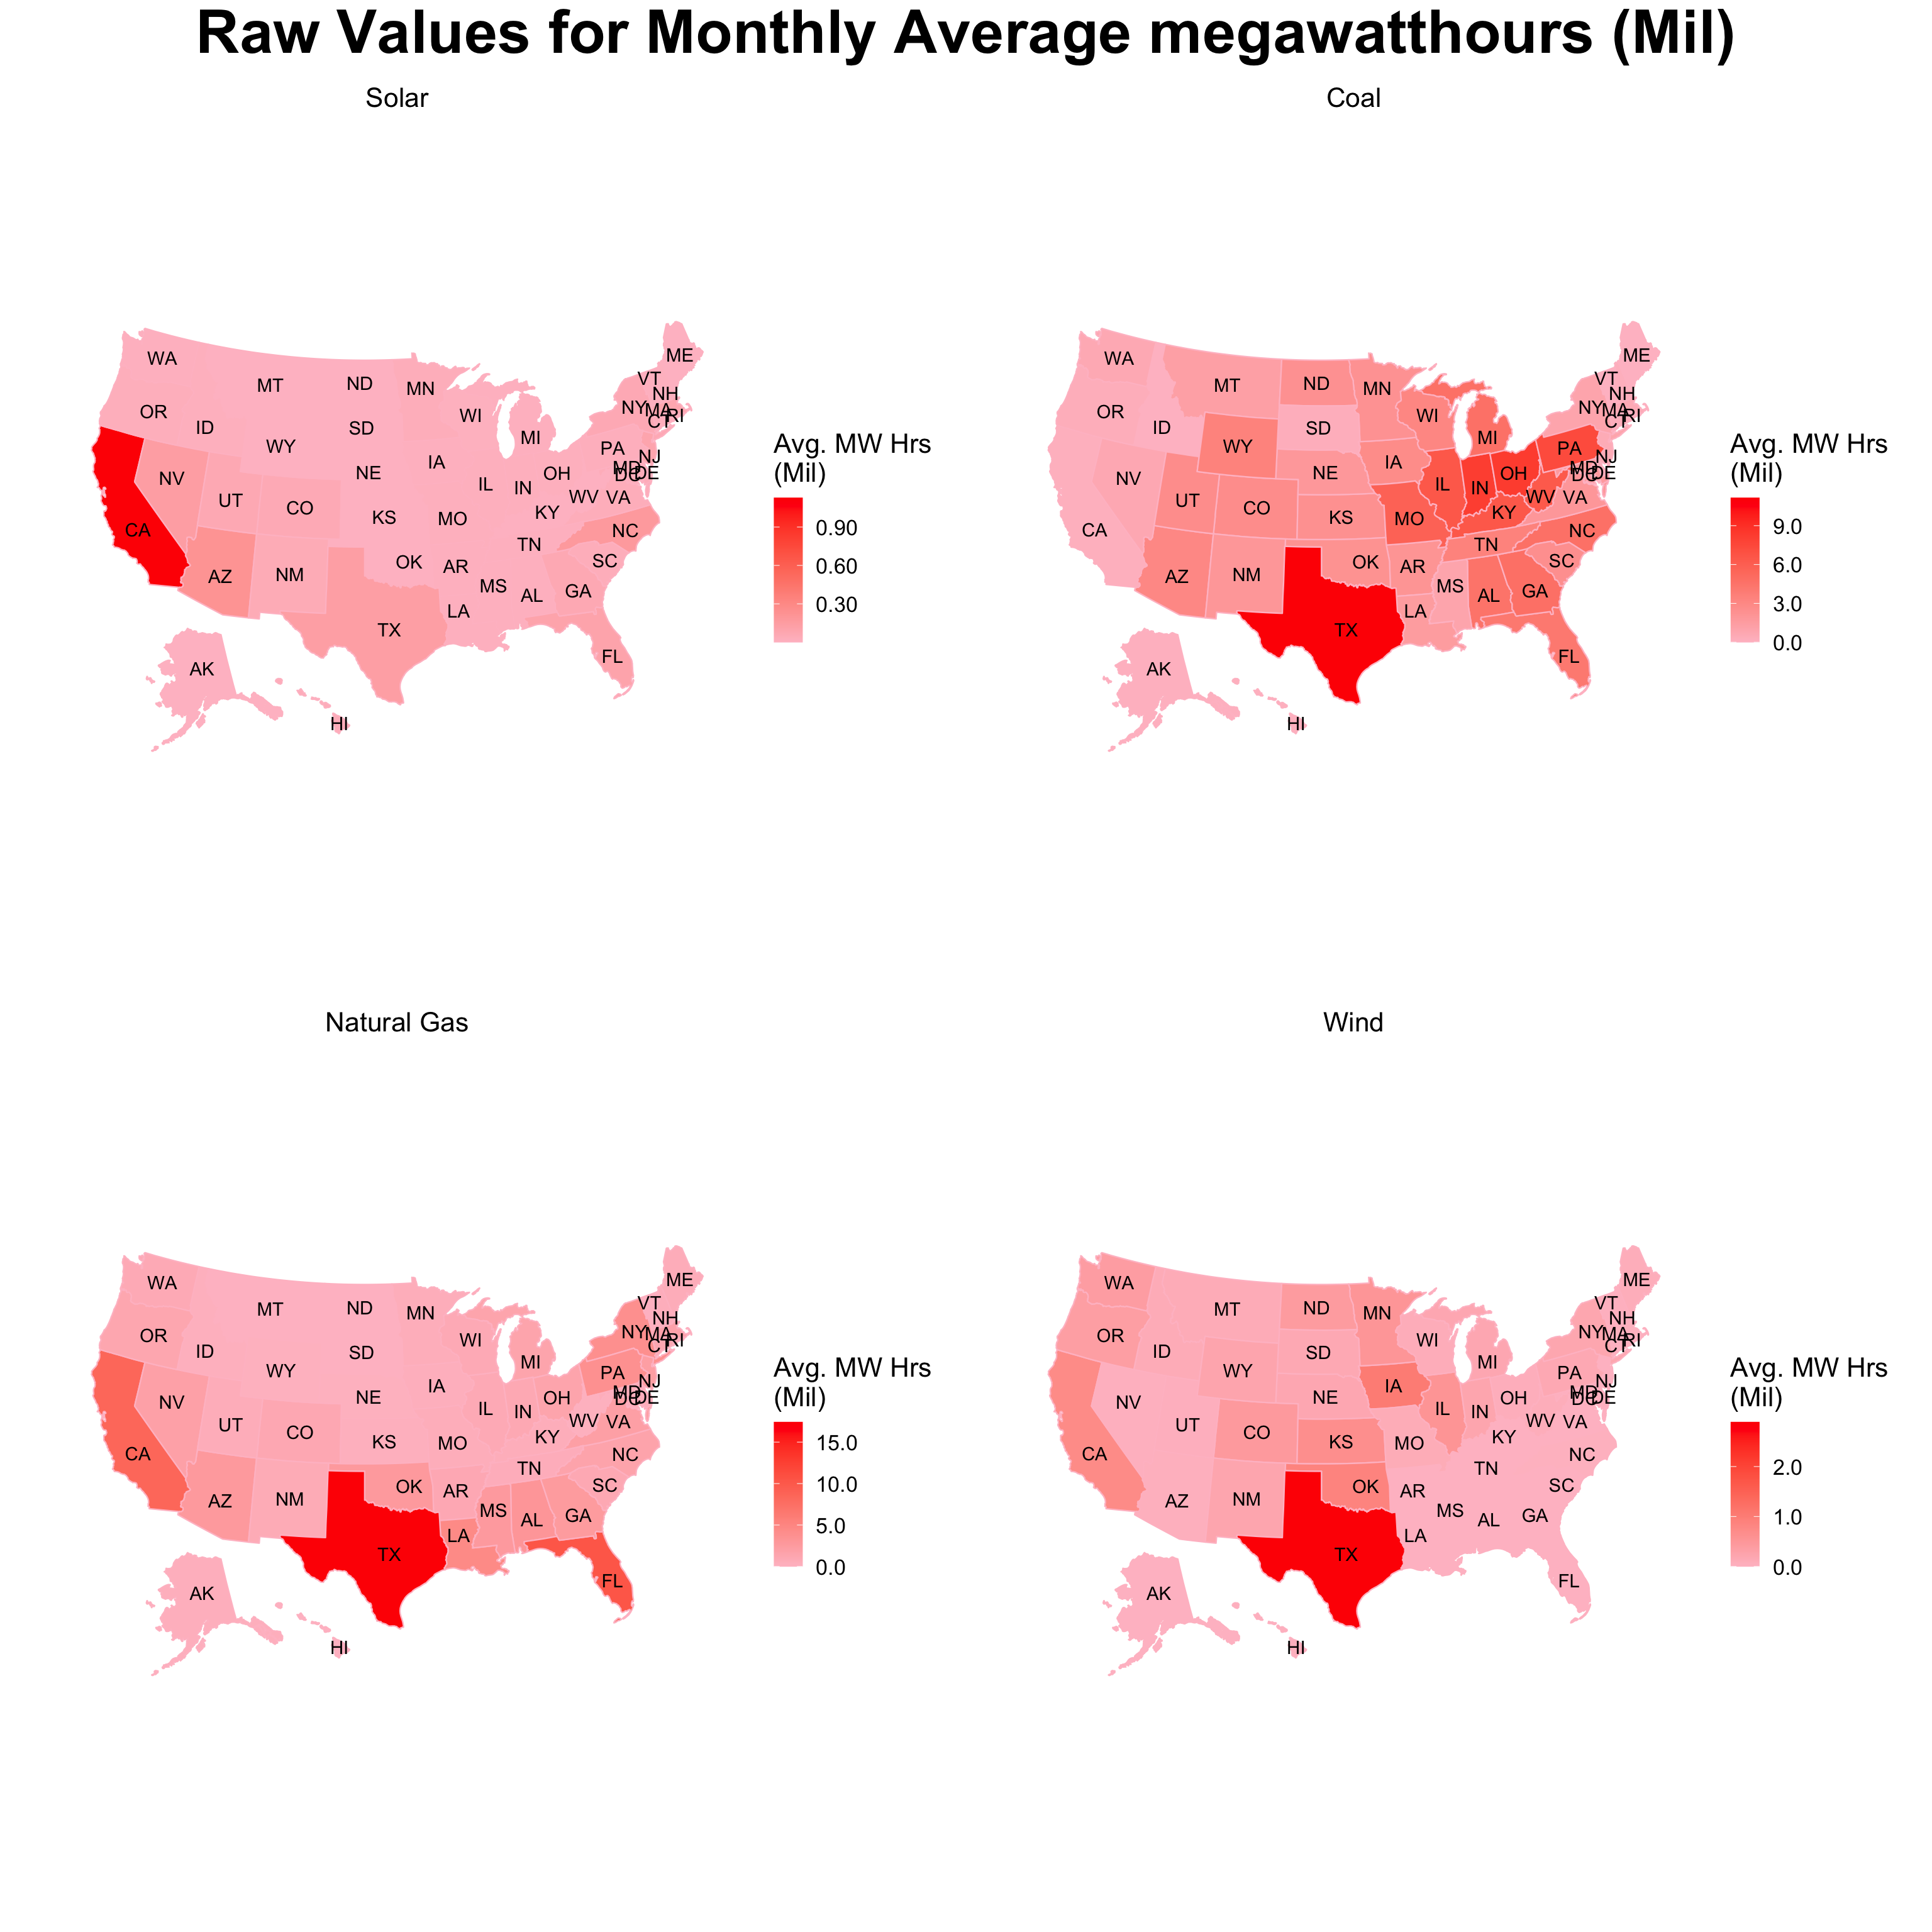 Raw Values for Monthly Average megawatthours (Mil)
Solar
WA
MT
ND
MN
ME
VT
NH
OR
ID
SD
WI
NY
MA
RI
CT
WY
MI
PA
NJ
NE
IA
OH
MD
DC
DE
NV
UT
CO
IL
IN
WV
VA
KS
MO
KY
CA
NC
TN
AZ
NM
OK
AR
SC
MS
AL
GA
LA
TX
FL
AK
HI
Avg. MW Hrs
(Mil)
0.90
0.60
0.30
Coal
WA
MT
ND
MN
ME
VT
NH
OR
ID
SD
WI
NY
MA
RI
CT
WY
MI
PA
NJ
NE
IA
OH
MD
DC
DE
NV
UT
CO
IL
IN
WV
VA
KS
MO
KY
CA
NC
TN
AZ
NM
OK
AR
SC
MS
AL
GA
LA
TX
FL
AK
HI
Avg. MW Hrs
(Mil)
9.0
6.0
3.0
0.0
Natural Gas
WA
MT
ND
MN
ME
VT
NH
OR
ID
SD
WI
NY
MA
RI
CT
WY
MI
PA
NJ
NE
IA
OH
MD
DC
DE
NV
UT
CO
IL
IN
WV
VA
KS
MO
KY
CA
NC
TN
AZ
NM
OK
AR
SC
MS
AL
GA
LA
TX
FL
AK
HI
Avg. MW Hrs
(Mil)
15.0
10.0
5.0
0.0
Wind
WA
MT
ND
MN
ME
VT
NH
OR
ID
SD
WI
NY
MA
RI
CT
WY
MI
PA
NJ
NE
IA
OH
MD
DC
DE
NV
UT
CO
IL
IN
WV
VA
KS
MO
KY
CA
NC
TN
AZ
NM
OK
AR
SC
MS
AL
GA
LA
TX
FL
AK
HI
Avg. MW Hrs
(Mil)
2.0
1.0
0.0